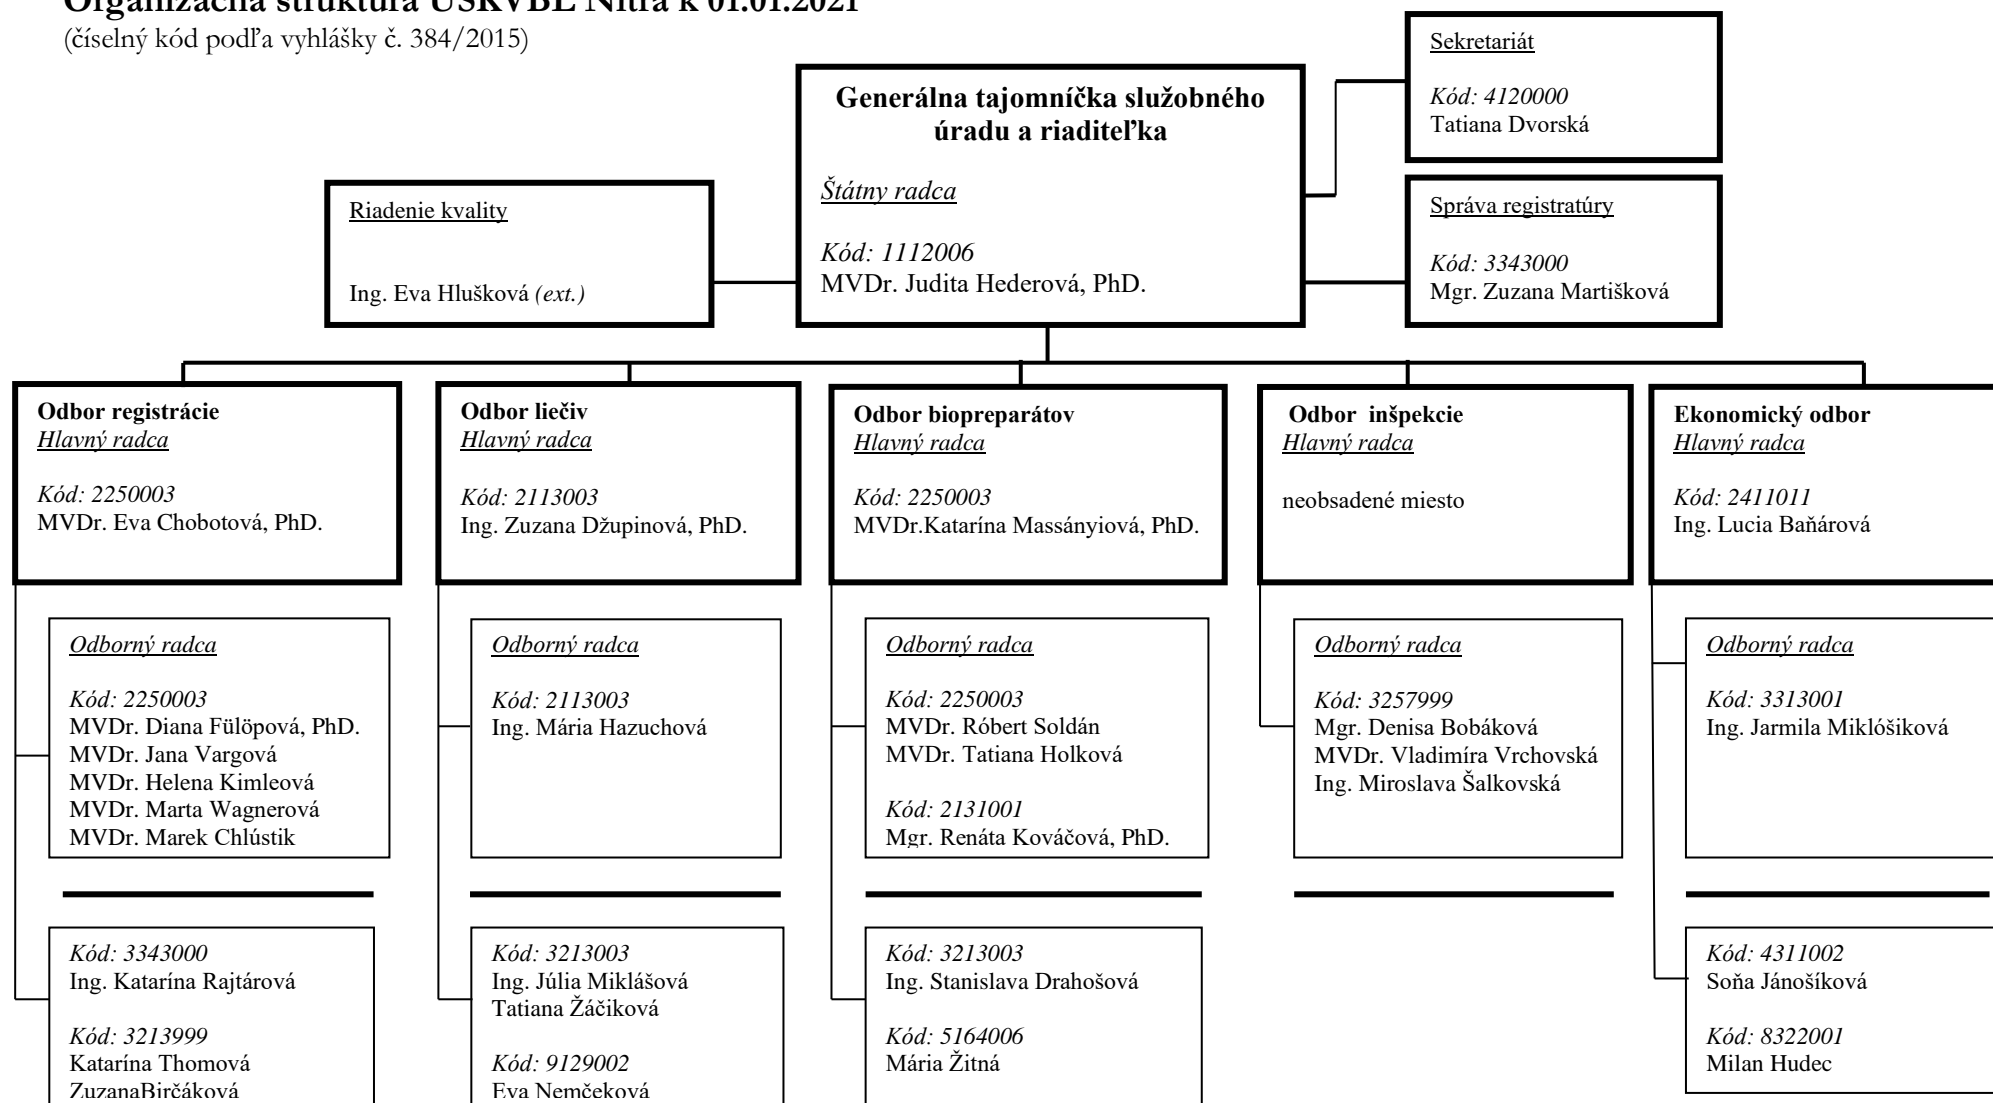 Organizačná štruktúra ÚŠKVBL Nitra k 01.01.2021
(číselný kód podľa vyhlášky č. 384/2015)
Generálna tajomníčka služobného
úradu a riaditeľka
Štátny radca
Kód: 1112006
MVDr. Judita Hederová, PhD.
Sekretariát
Kód: 4120000
Tatiana Dvorská
Správa registratúry
Kód: 3343000
Mgr. Zuzana Martišková
Riadenie kvality
Ing. Eva Hlušková (ext.)
Odbor registrácie
Hlavný radca
Kód: 2250003
MVDr. Eva Chobotová, PhD.
Odbor liečiv
Hlavný radca
Kód: 2113003
Ing. Zuzana Džupinová, PhD.
Odbor biopreparátov
Hlavný radca
Kód: 2250003
MVDr.Katarína Massányiová, PhD.
Odbor inšpekcie
Hlavný radca
neobsadené miesto
Ekonomický odbor
Hlavný radca
Kód: 2411011
Ing. Lucia Baňárová
Odborný radca
Kód: 2250003
MVDr. Diana Fülöpová, PhD.
MVDr. Jana Vargová
MVDr. Helena Kimleová
MVDr. Marta Wagnerová
MVDr. Marek Chlústik
Odborný radca
Kód: 2113003
Ing. Mária Hazuchová
Odborný radca
Kód: 2250003
MVDr. Róbert Soldán
MVDr. Tatiana Holková
Kód: 2131001
Mgr. Renáta Kováčová, PhD.
Odborný radca
Kód: 3257999
Mgr. Denisa Bobáková
MVDr. Vladimíra Vrchovská
Ing. Miroslava Šalkovská
Odborný radca
Kód: 3313001
Ing. Jarmila Miklóšiková
Kód: 3343000
Ing. Katarína Rajtárová
Kód: 3213999
Katarína Thomová
ZuzanaBirčáková
Kód: 3213003
Ing. Júlia Miklášová
Tatiana Žáčiková
Kód: 9129002
Eva Nemčeková
Kód: 3213003
Ing. Stanislava Drahošová
Kód: 5164006
Mária Žitná
Kód: 4311002
Soňa Jánošíková
Kód: 8322001
Milan Hudec